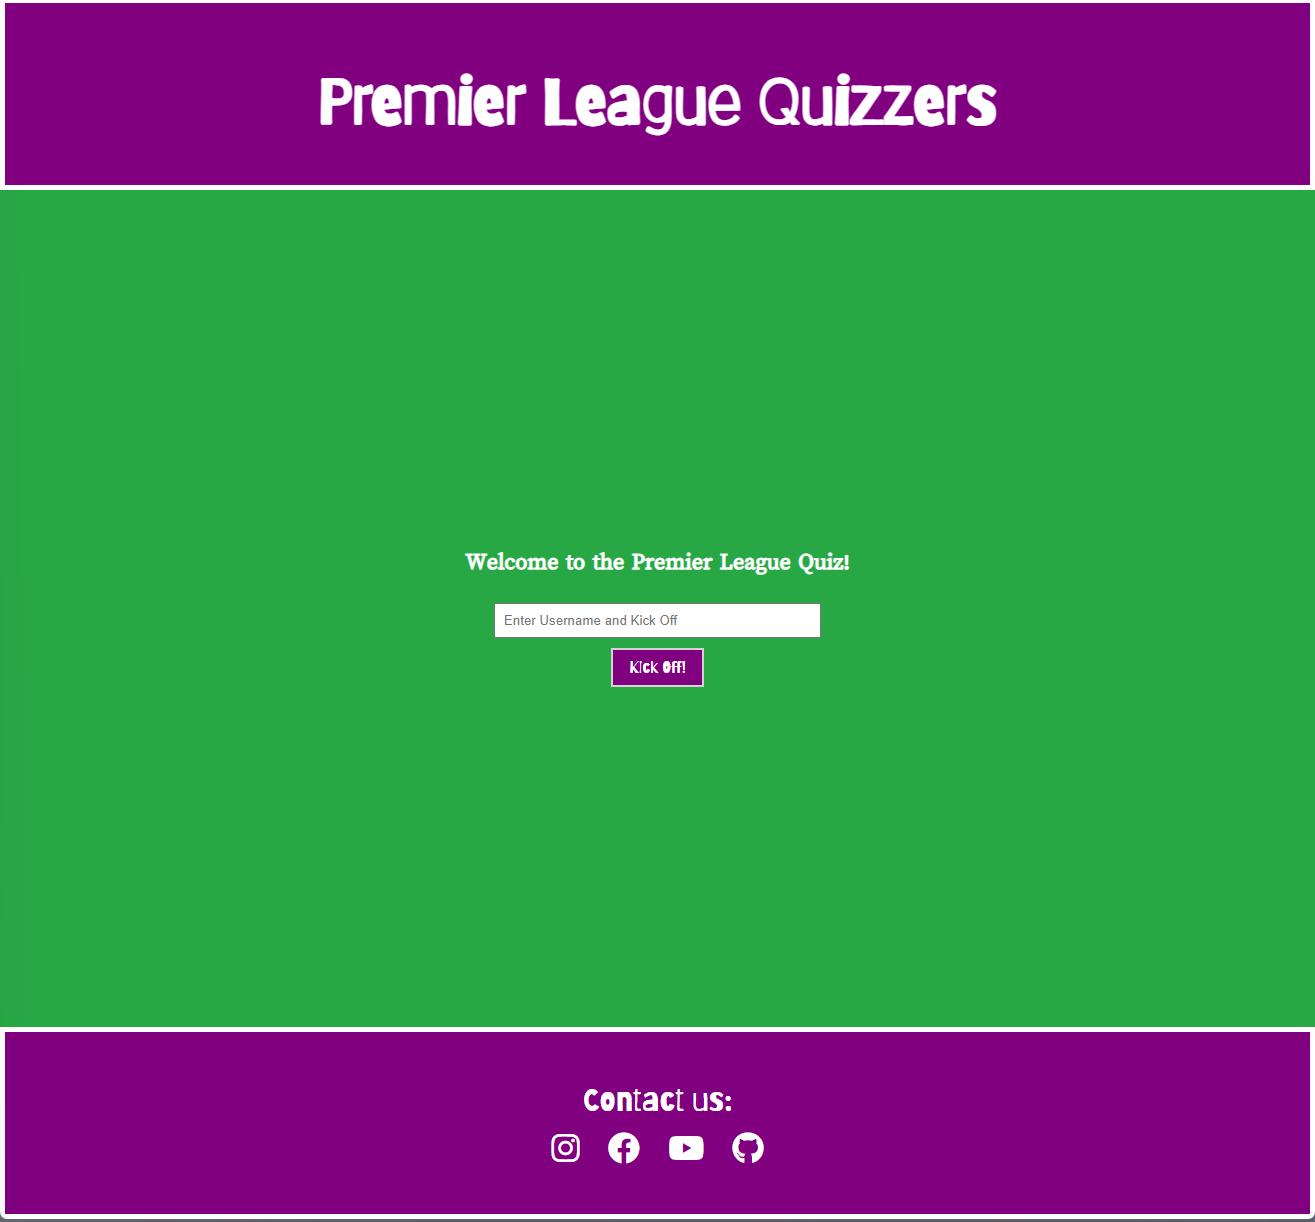 Premier League Quizzers
Welcome to the Premier League Quiz!
Enter Username and Kick Off
Kick Off!
Contact us: